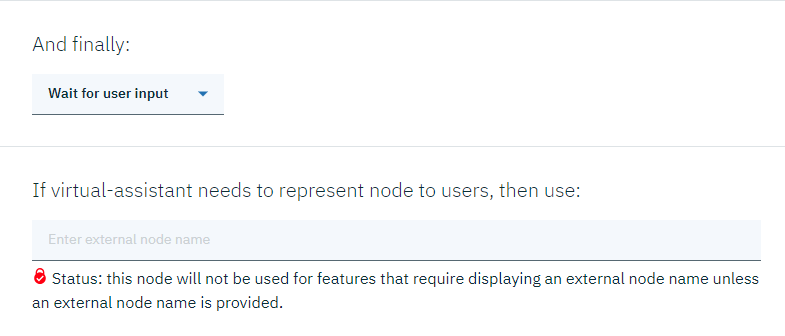 And finally:
Wait for user input
If virtual-assistant needs to represent node to users, then use:
Enter external node name
Status: this node will not be used for features that require displaying an external node name unless
an external node name is provided.